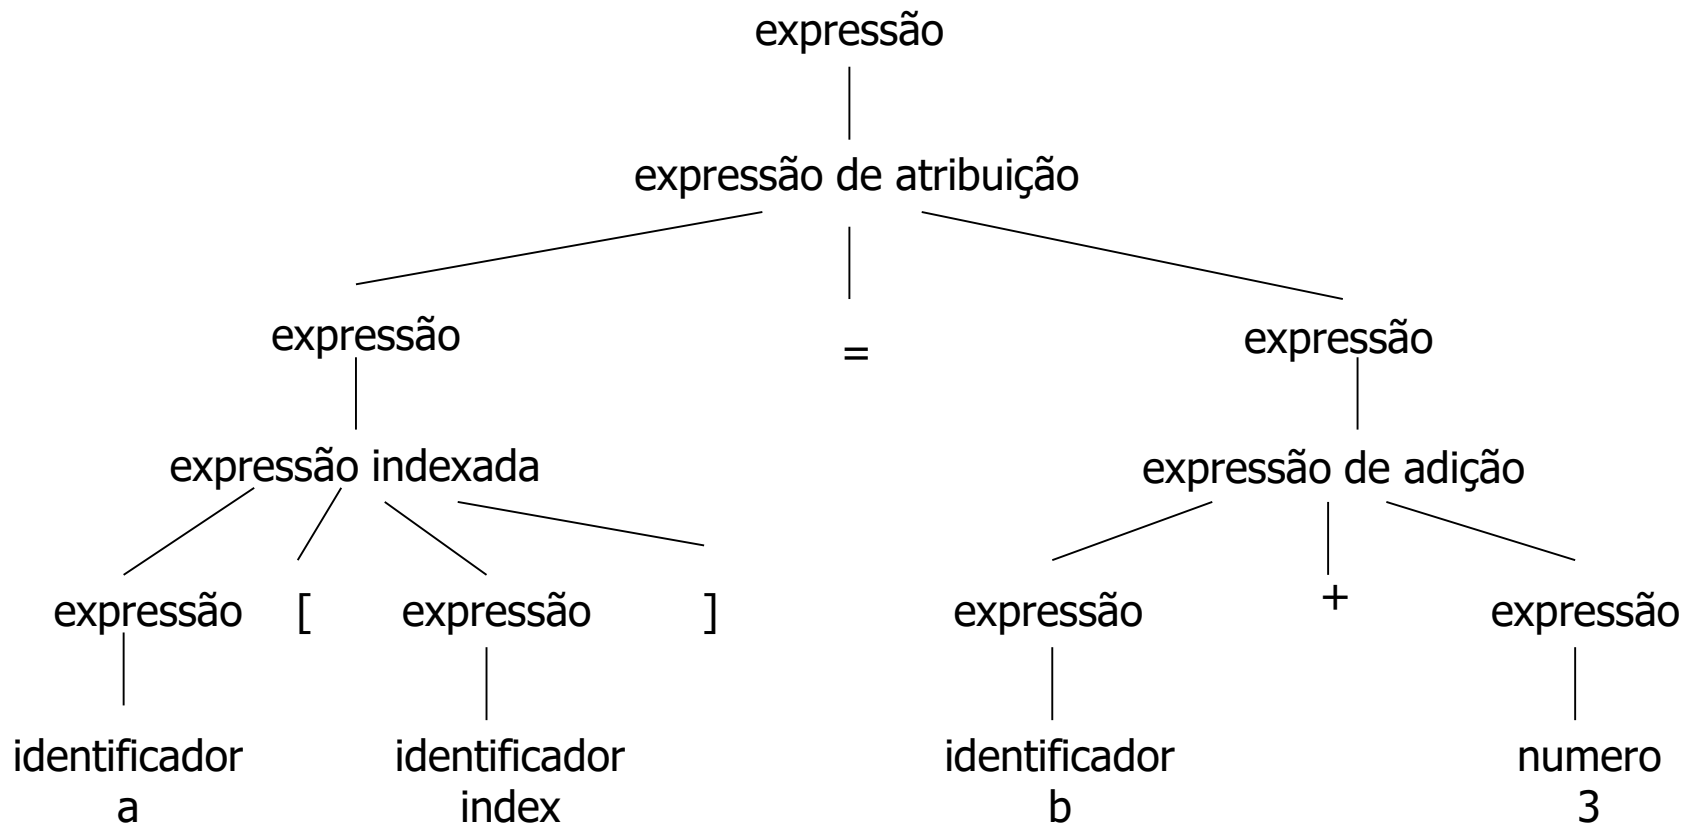 expressão
expressão de atribuição
expressão = expressão
expressão indexada expressão de adição
expressão [ expressão ] expressão + expressão
identificador identificador identificador numero
a index b 3